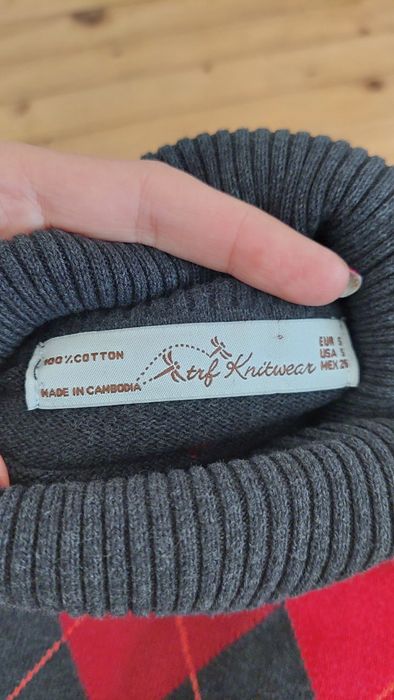 100% COTTON
MADE IN CAMBODIA
trf Knitwear
EUR S
USA S
MEX 26